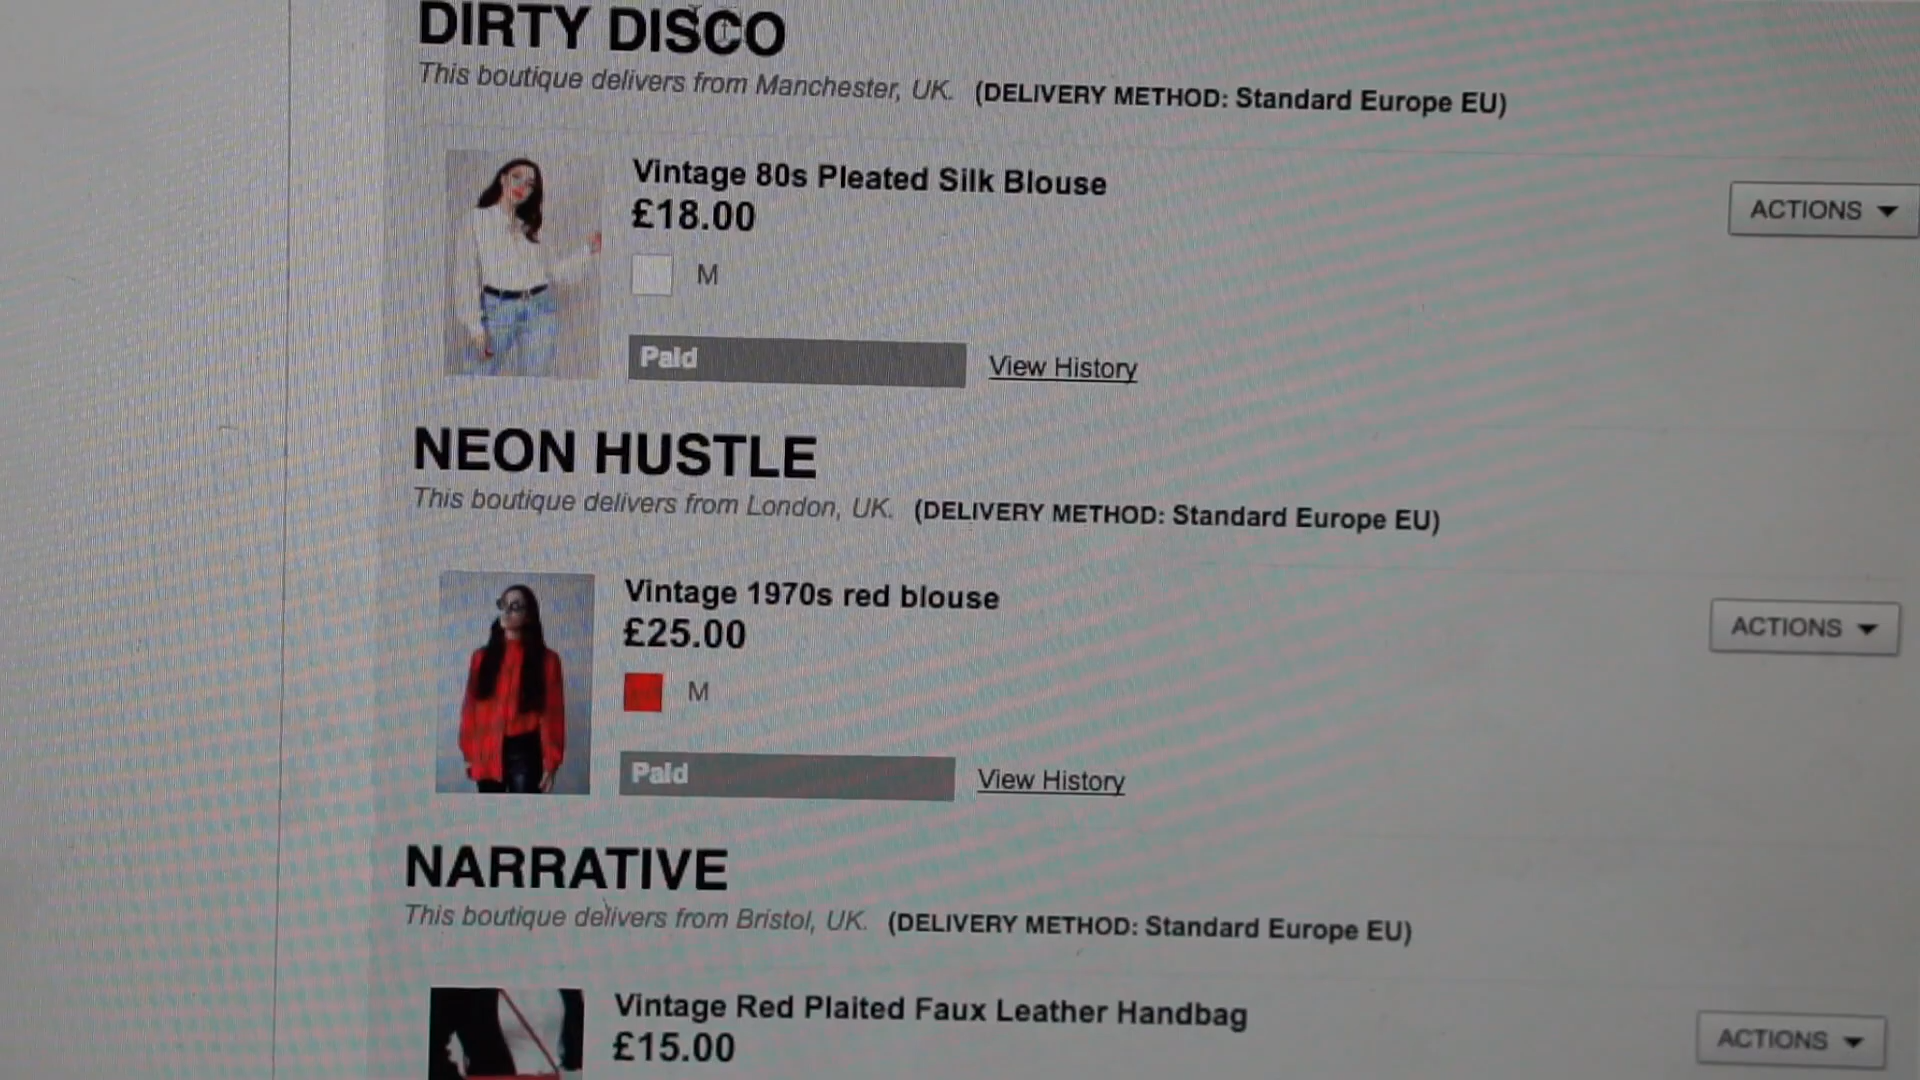 DIRTY DISCO
This boutique delivers from Manchester, UK. (DELIVERY METHOD: Standard Europe EU)
Vintage 80s Pleated Silk Blouse
£18.00
ACTIONS
M
Paid
View History
NEON HUSTLE
This boutique delivers from London, UK. (DELIVERY METHOD: Standard Europe EU)
Vintage 1970s red blouse
£25.00
ACTIONS
M
Paid
View History
NARRATIVE
This boutique delivers from Bristol, UK. (DELIVERY METHOD: Standard Europe EU)
Vintage Red Plaited Faux Leather Handbag
£15.00
ACTIONS